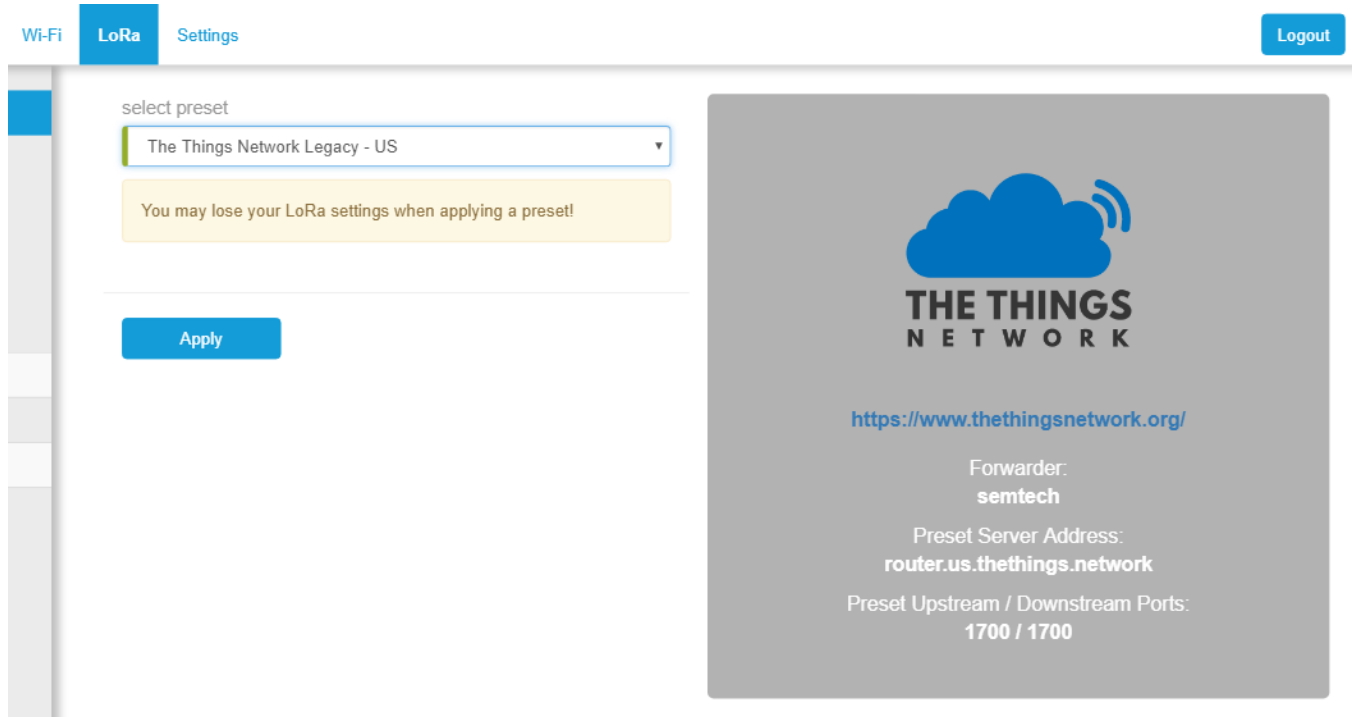 Wi-Fi LoRa Settings Logout
select preset
The Things Network Legacy - US
You may lose your LoRa settings when applying a preset!
Apply
THE THINGS
NETWORK
https://www.thethingsnetwork.org/
Forwarder:
semtech
Preset Server Address:
router.us.thethings.network
Preset Upstream / Downstream Ports:
1700 / 1700